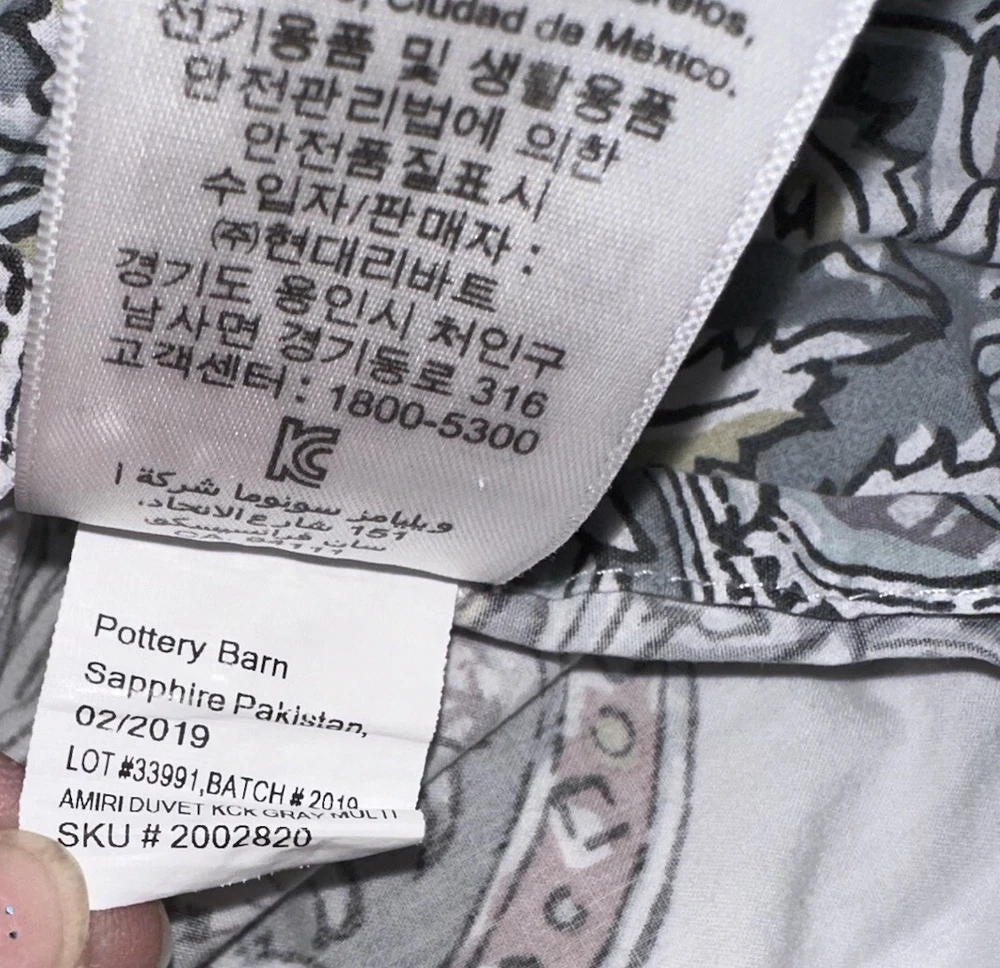 Ciudad de México.
전기용품 및 생활용품
안전관리법에 의한
안전품질표시
수입자/판매자 :
(주)현대리바트
경기도 용인시 처인구
남사면 경기동로 316
고객센터 : 1800-5300
KC
ويليامز سونوما شركة
151 شارع الاتحاد،
سان فرانسيسكو
CA 94111
Pottery Barn
Sapphire Pakistan,
02/2019
LOT #33991,BATCH # 2019
AMIRI DUVET KCK GRAY MULTI
SKU # 2002820